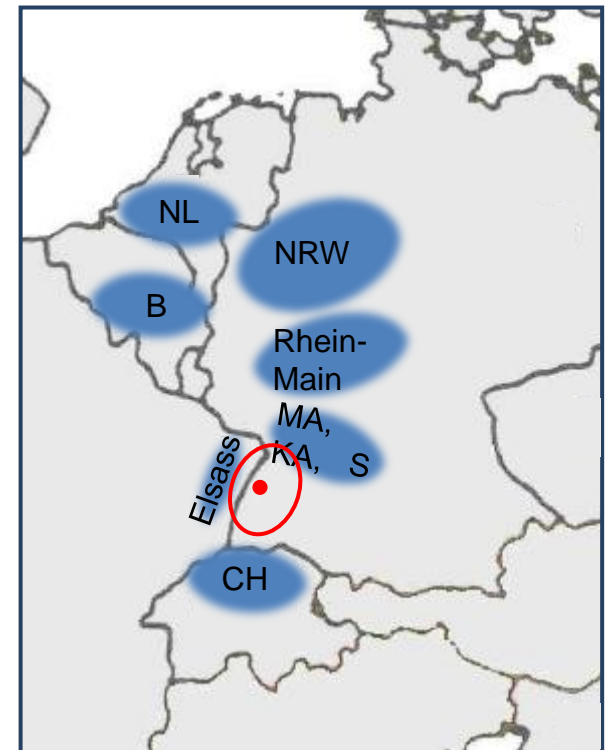 NL
NRW
B
Rhein-
Main
MA,
KA, S
Elsass
CH